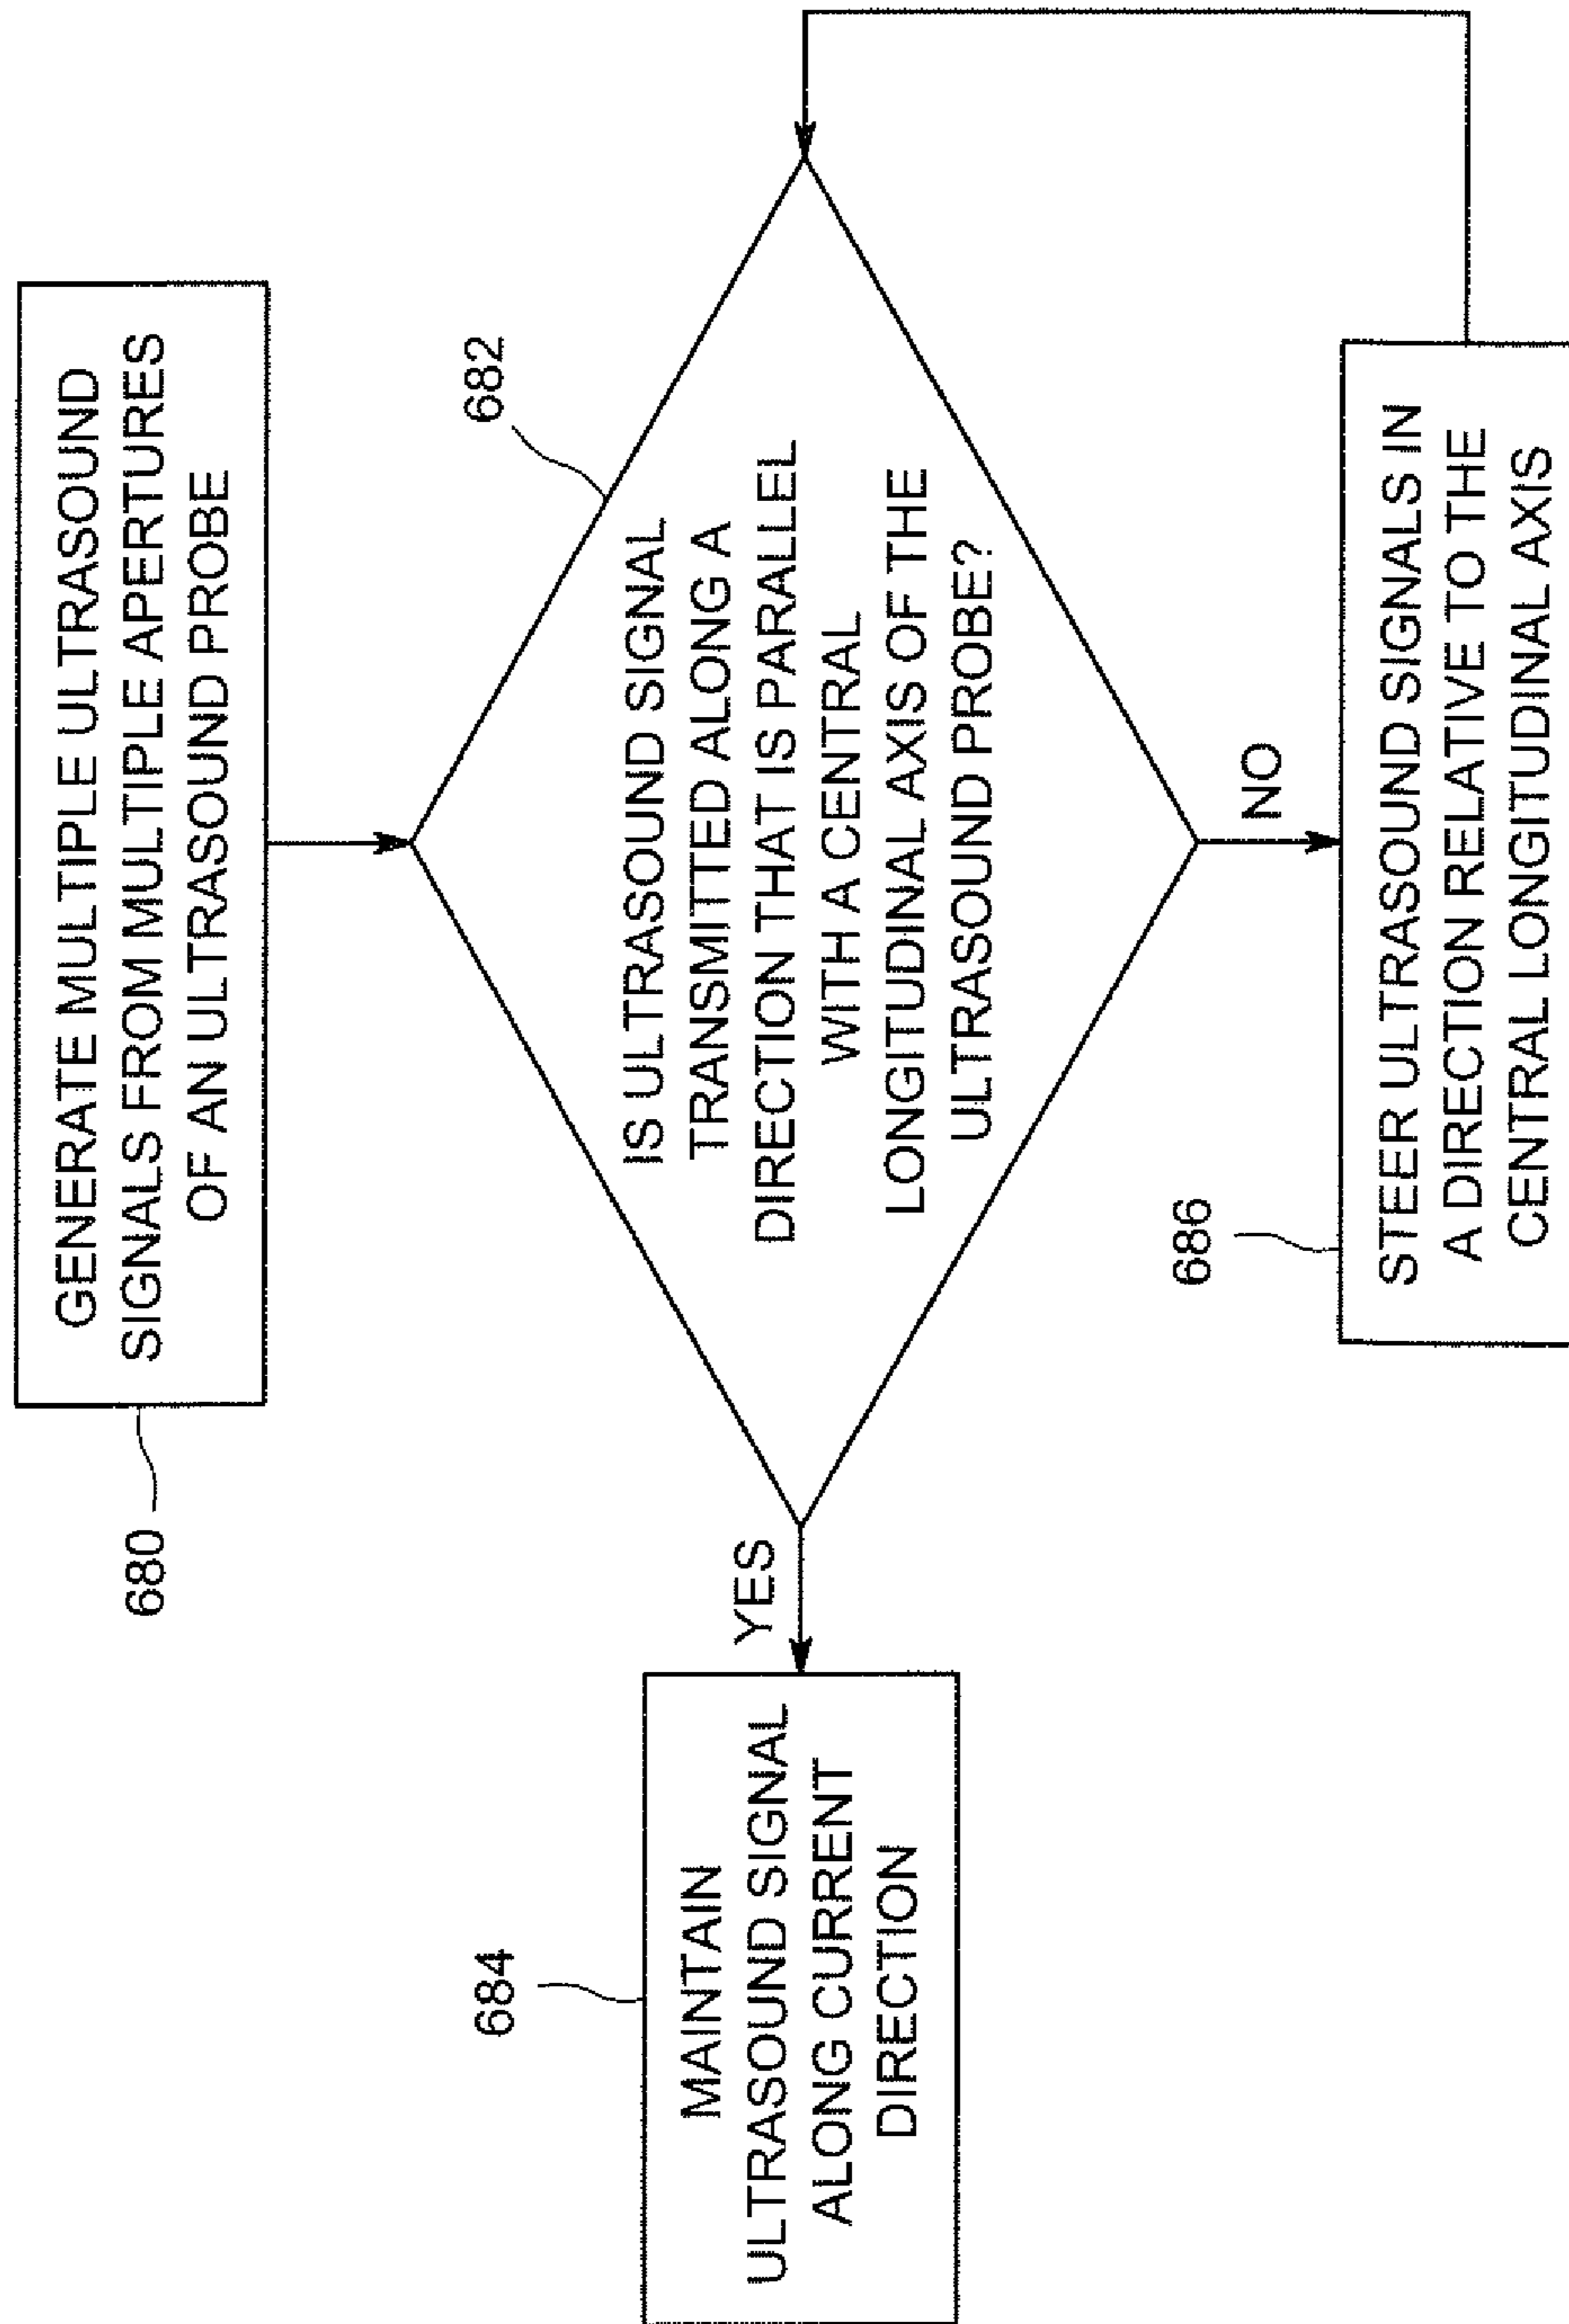 680
GENERATE MULTIPLE ULTRASOUND
SIGNALS FROM MULTIPLE APERTURES
OF AN ULTRASOUND PROBE
682
IS ULTRASOUND SIGNAL
TRANSMITTED ALONG A
DIRECTION THAT IS PARALLEL
WITH A CENTRAL
LONGITUDINAL AXIS OF THE
ULTRASOUND PROBE?
YES
684
MAINTAIN
ULTRASOUND SIGNAL
ALONG CURRENT
DIRECTION
NO
686
STEER ULTRASOUND SIGNALS IN
A DIRECTION RELATIVE TO THE
CENTRAL LONGITUDINAL AXIS